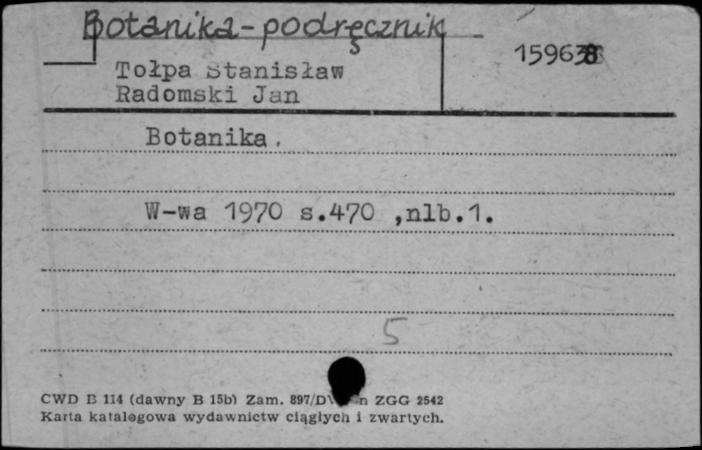 Botanika-podręcznik
15963
Tołpa Stanisław
Radomski Jan
Botanika.
W-wa 1970 s.470 ,nlb.1.
5
CWD B 114 (dawny B 15b) Zam. 897/ ZGG 2542
Karta katalogowa wydawnictw ciągłych i zwartych.